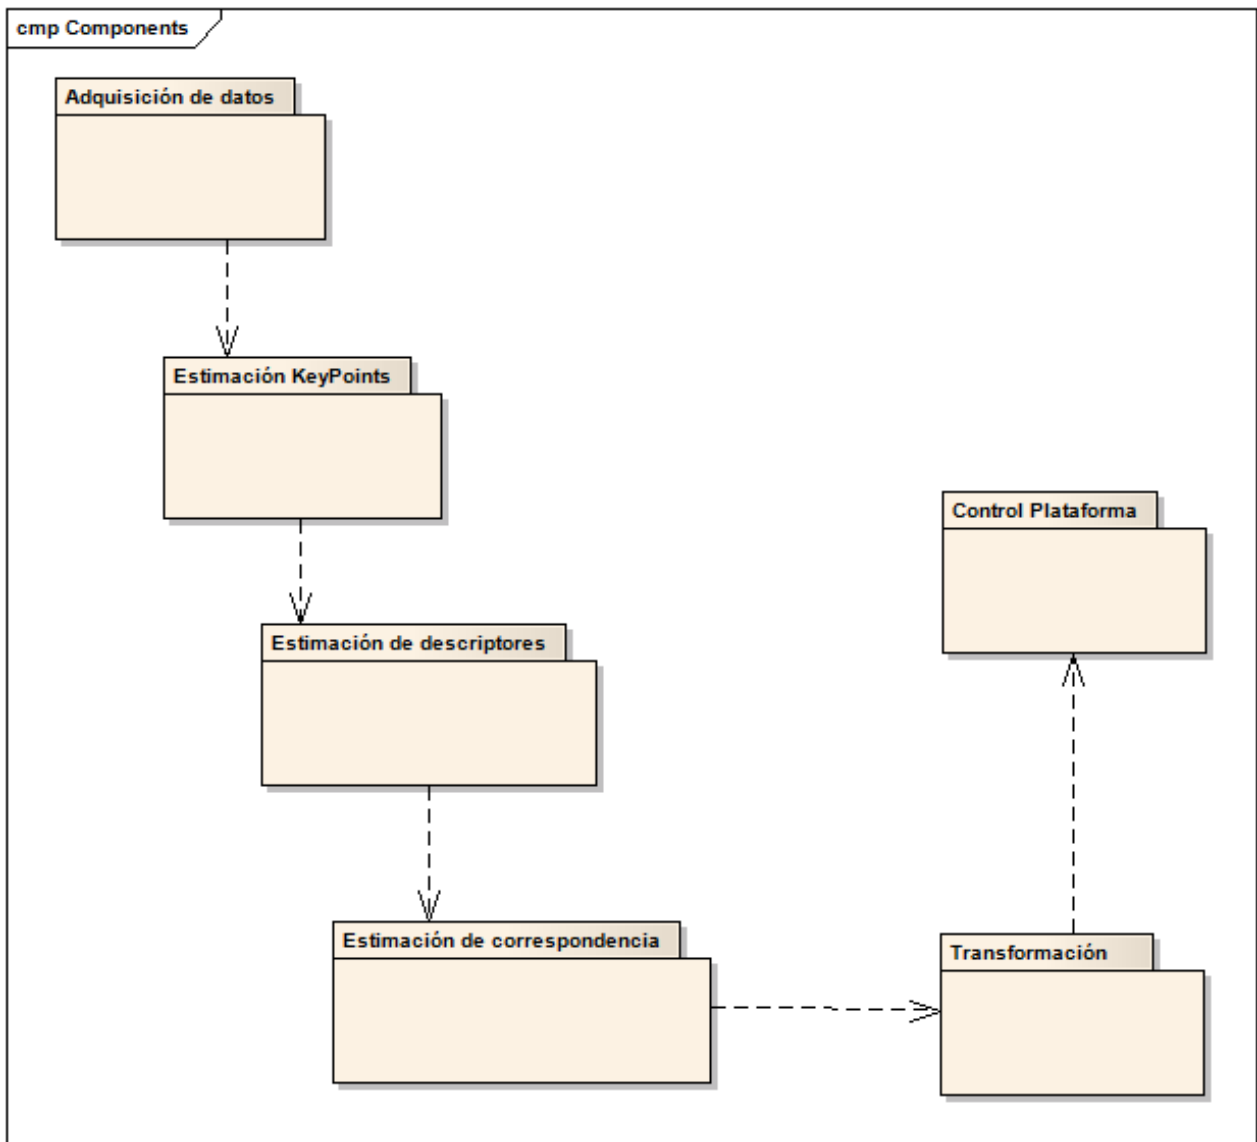 cmp Components
Adquisición de datos
Estimación KeyPoints
Estimación de descriptores
Estimación de correspondencia
Transformación
Control Plataforma